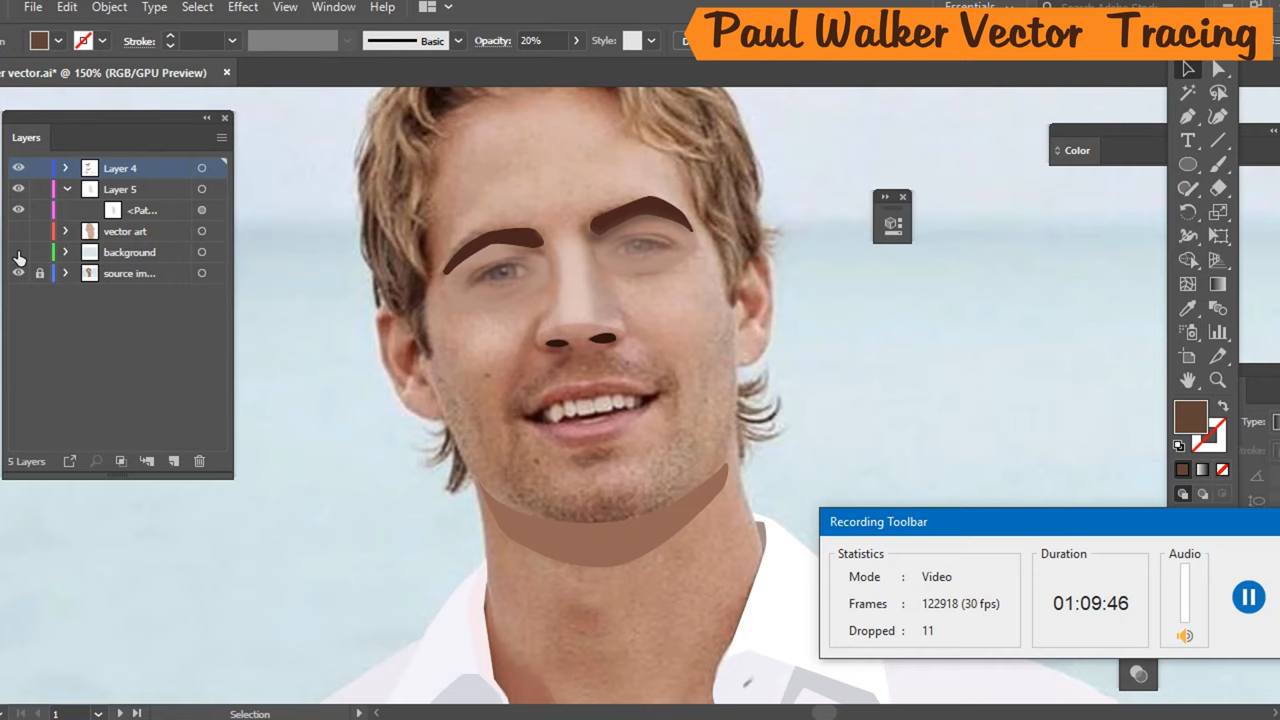 File Edit Object Type Select Effect View Window Help Essentials
Paul Walker Vector Tracing
Stroke: Basic Opacity: 20% Style:
r vector.ai* @ 150% (RGB/GPU Preview)
Layers
Layer 4
Layer 5
<Pat...
vector art
background
source im...
5 Layers
Color
Type:
Recording Toolbar
Statistics Duration Audio
Mode : Video
Frames : 122918 (30 fps) 01:09:46
Dropped : 11
1 Selection